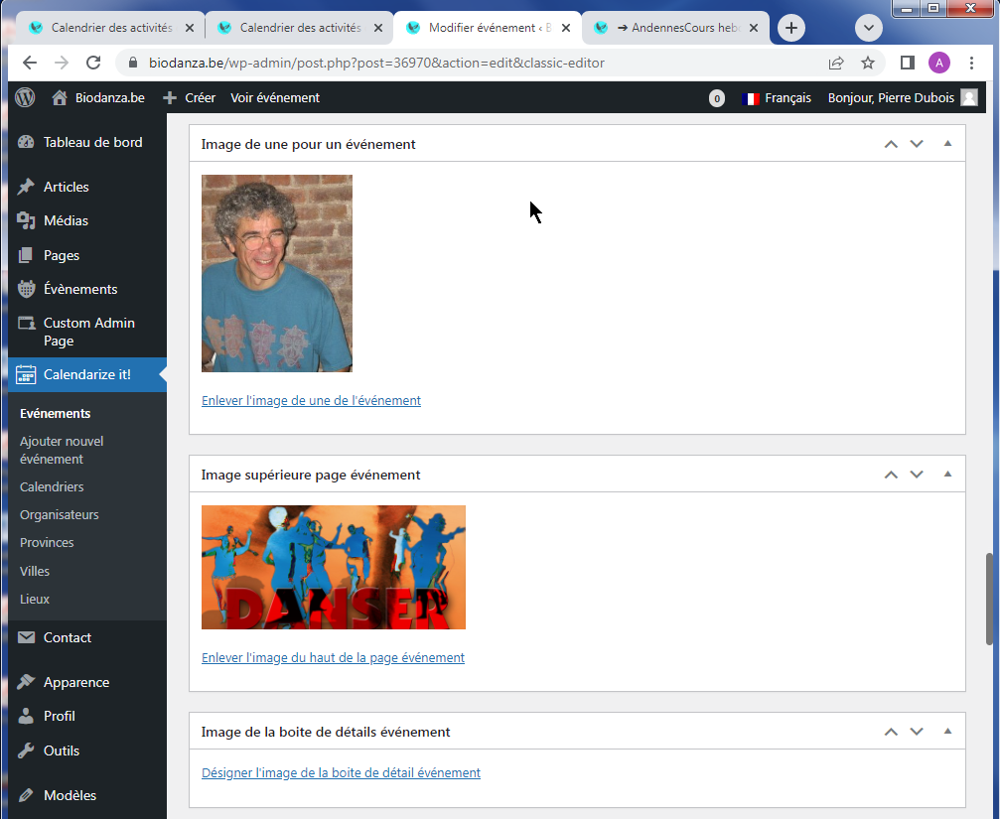 Calendrier des activités
Calendrier des activités
Modifier événement ‹ B
➔ AndennesCours heb
biodanza.be/wp-admin/post.php?post=36970&action=edit&classic-editor
A
Biodanza.be
Créer
Voir événement
0
Français
Bonjour, Pierre Dubois
Tableau de bord
Articles
Médias
Pages
Évènements
Custom Admin
Page
Calendarize it!
Evénements
Ajouter nouvel
événement
Calendriers
Organisateurs
Provinces
Villes
Lieux
Contact
Apparence
Profil
Outils
Modèles
Image de une pour un événement
Enlever l'image de une de l'événement
Image supérieure page événement
DANSER
Enlever l'image du haut de la page événement
Image de la boite de détails événement
Désigner l'image de la boite de détail événement